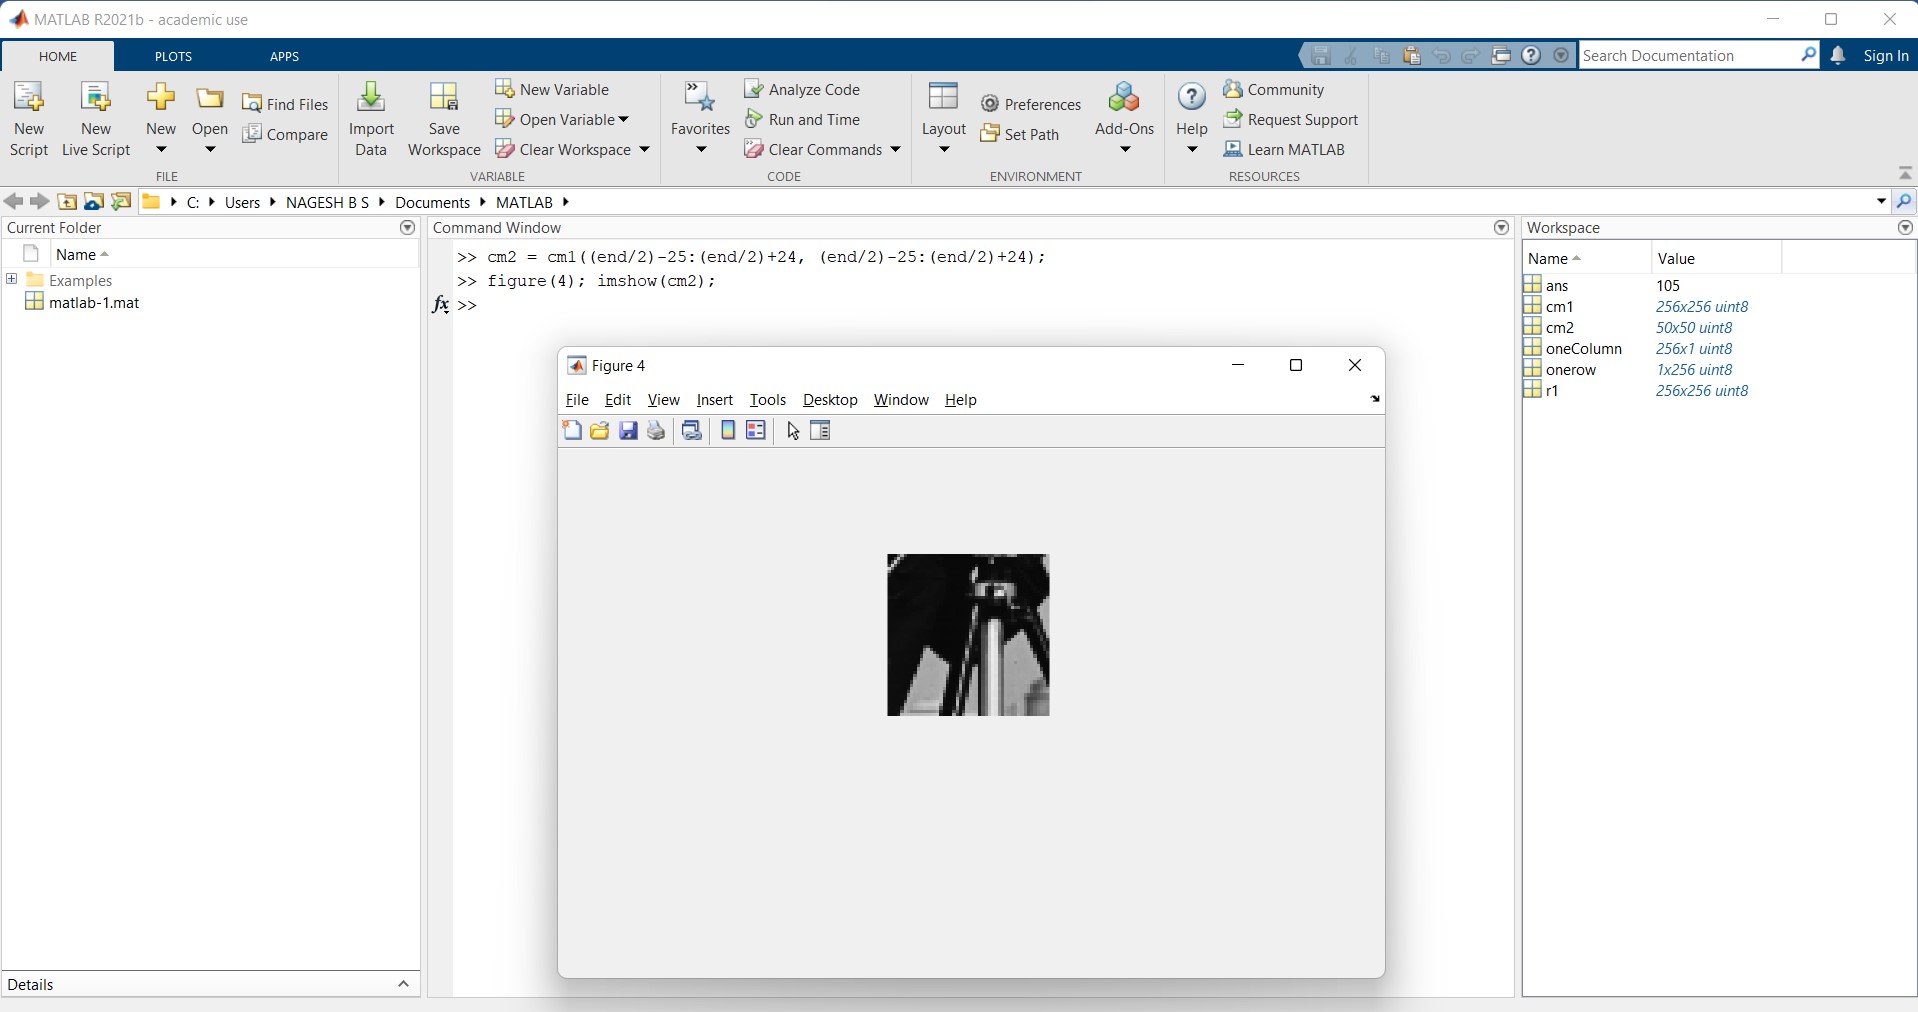 MATLAB R2021b - academic use
HOME PLOTS APPS
Search Documentation
Sign In
New Script
New Live Script
New
Open
Find Files
Compare
FILE
Import Data
Save Workspace
New Variable
Open Variable
Clear Workspace
VARIABLE
Favorites
Analyze Code
Run and Time
Clear Commands
CODE
Layout
Preferences
Set Path
Add-Ons
ENVIRONMENT
Help
Community
Request Support
Learn MATLAB
RESOURCES
C: Users NAGESH B S Documents MATLAB
Current Folder
Name
Examples
matlab-1.mat
Details
Command Window
>> cm2 = cm1((end/2)-25:(end/2)+24, (end/2)-25:(end/2)+24);
>> figure(4); imshow(cm2);
fx >>
Figure 4
File Edit View Insert Tools Desktop Window Help
Workspace
Name Value
ans 105
cm1 256x256 uint8
cm2 50x50 uint8
oneColumn 256x1 uint8
onerow 1x256 uint8
r1 256x256 uint8